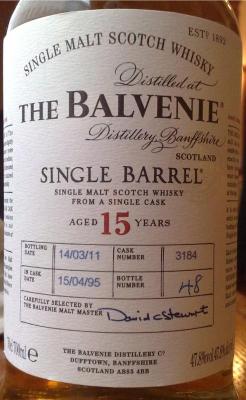 ESTD 1892
SINGLE MALT SCOTCH WHISKY
Distilled at
THE BALVENIE®
Distillery, Banffshire
SCOTLAND
SINGLE BARREL®
SINGLE MALT SCOTCH WHISKY
FROM A SINGLE CASK
AGED 15 YEARS
BOTTLING DATE 14/03/11 CASK NUMBER 3184
IN CASK DATE 15/04/95 BOTTLE NUMBER 48
CAREFULLY SELECTED BY
THE BALVENIE MALT MASTER David C Stewart
THE BALVENIE DISTILLERY Co
DUFFTOWN, BANFFSHIRE
SCOTLAND AB55 4BB
70cl 700ml e
47.8%vol